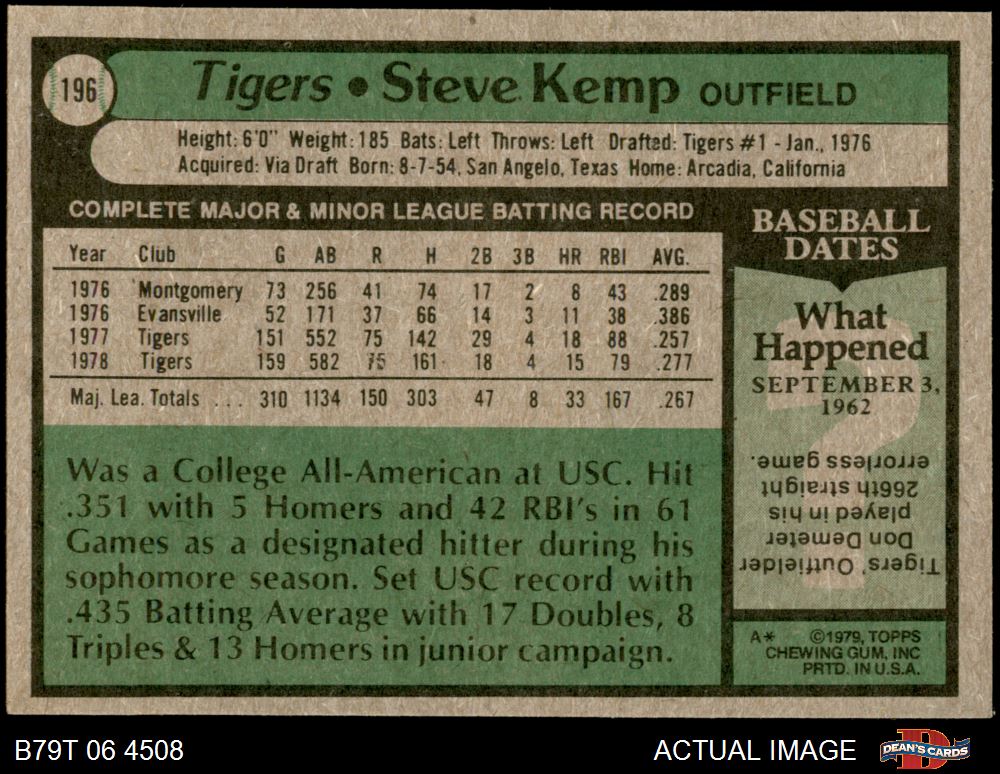 196
Tigers • Steve Kemp OUTFIELD
Height: 6'0" Weight: 185 Bats: Left Throws: Left Drafted: Tigers #1 - Jan., 1976
Acquired: Via Draft Born: 8-7-54, San Angelo, Texas Home: Arcadia, California
COMPLETE MAJOR & MINOR LEAGUE BATTING RECORD
Year Club G AB R H 2B 3B HR RBI AVG.
1976 Montgomery 73 256 41 74 17 2 8 43 .289
1976 Evansville 52 171 37 66 14 3 11 38 .386
1977 Tigers 151 552 75 142 29 4 18 88 .257
1978 Tigers 159 582 75 161 18 4 15 79 .277
Maj. Lea. Totals ... 310 1134 150 303 47 8 33 167 .267
Was a College All-American at USC. Hit
.351 with 5 Homers and 42 RBI's in 61
Games as a designated hitter during his
sophomore season. Set USC record with
.435 Batting Average with 17 Doubles, 8
Triples & 13 Homers in junior campaign.
BASEBALL
DATES
What
Happened
SEPTEMBER 3,
1962
Tigers' Outfielder
Don Demeter
played in his
266th straight
errorless game.
A* ©1979, TOPPS
CHEWING GUM, INC
PRTD. IN U.S.A.
B79T 06 4508
ACTUAL IMAGE
DEAN'S CARDS